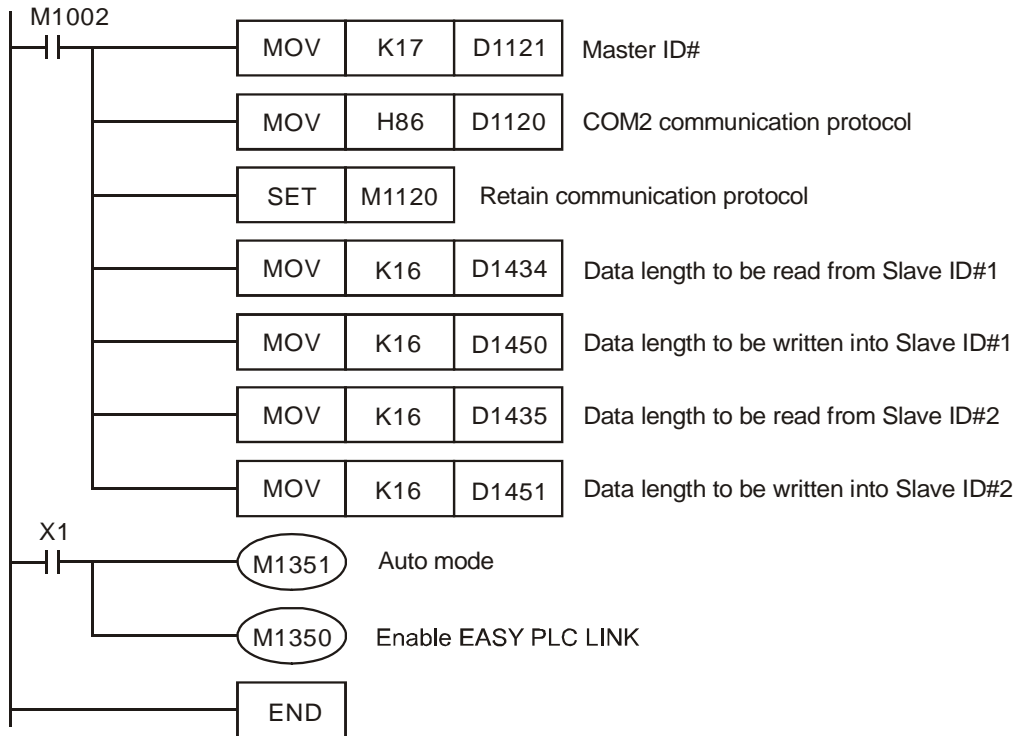 M1002
MOV K17 D1121 Master ID#
MOV H86 D1120 COM2 communication protocol
SET M1120 Retain communication protocol
MOV K16 D1434 Data length to be read from Slave ID#1
MOV K16 D1450 Data length to be written into Slave ID#1
MOV K16 D1435 Data length to be read from Slave ID#2
MOV K16 D1451 Data length to be written into Slave ID#2
X1
M1351 Auto mode
M1350 Enable EASY PLC LINK
END